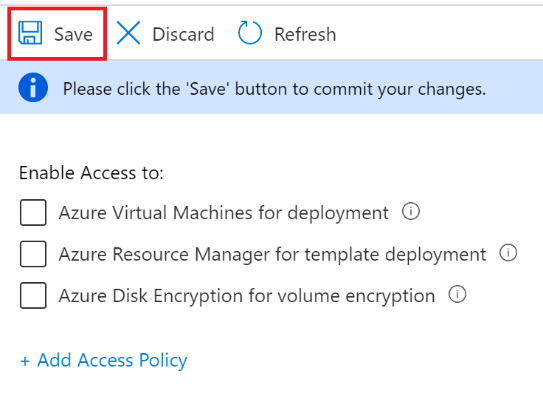 Save Discard Refresh
Please click the 'Save' button to commit your changes.
Enable Access to:
Azure Virtual Machines for deployment
Azure Resource Manager for template deployment
Azure Disk Encryption for volume encryption
+ Add Access Policy